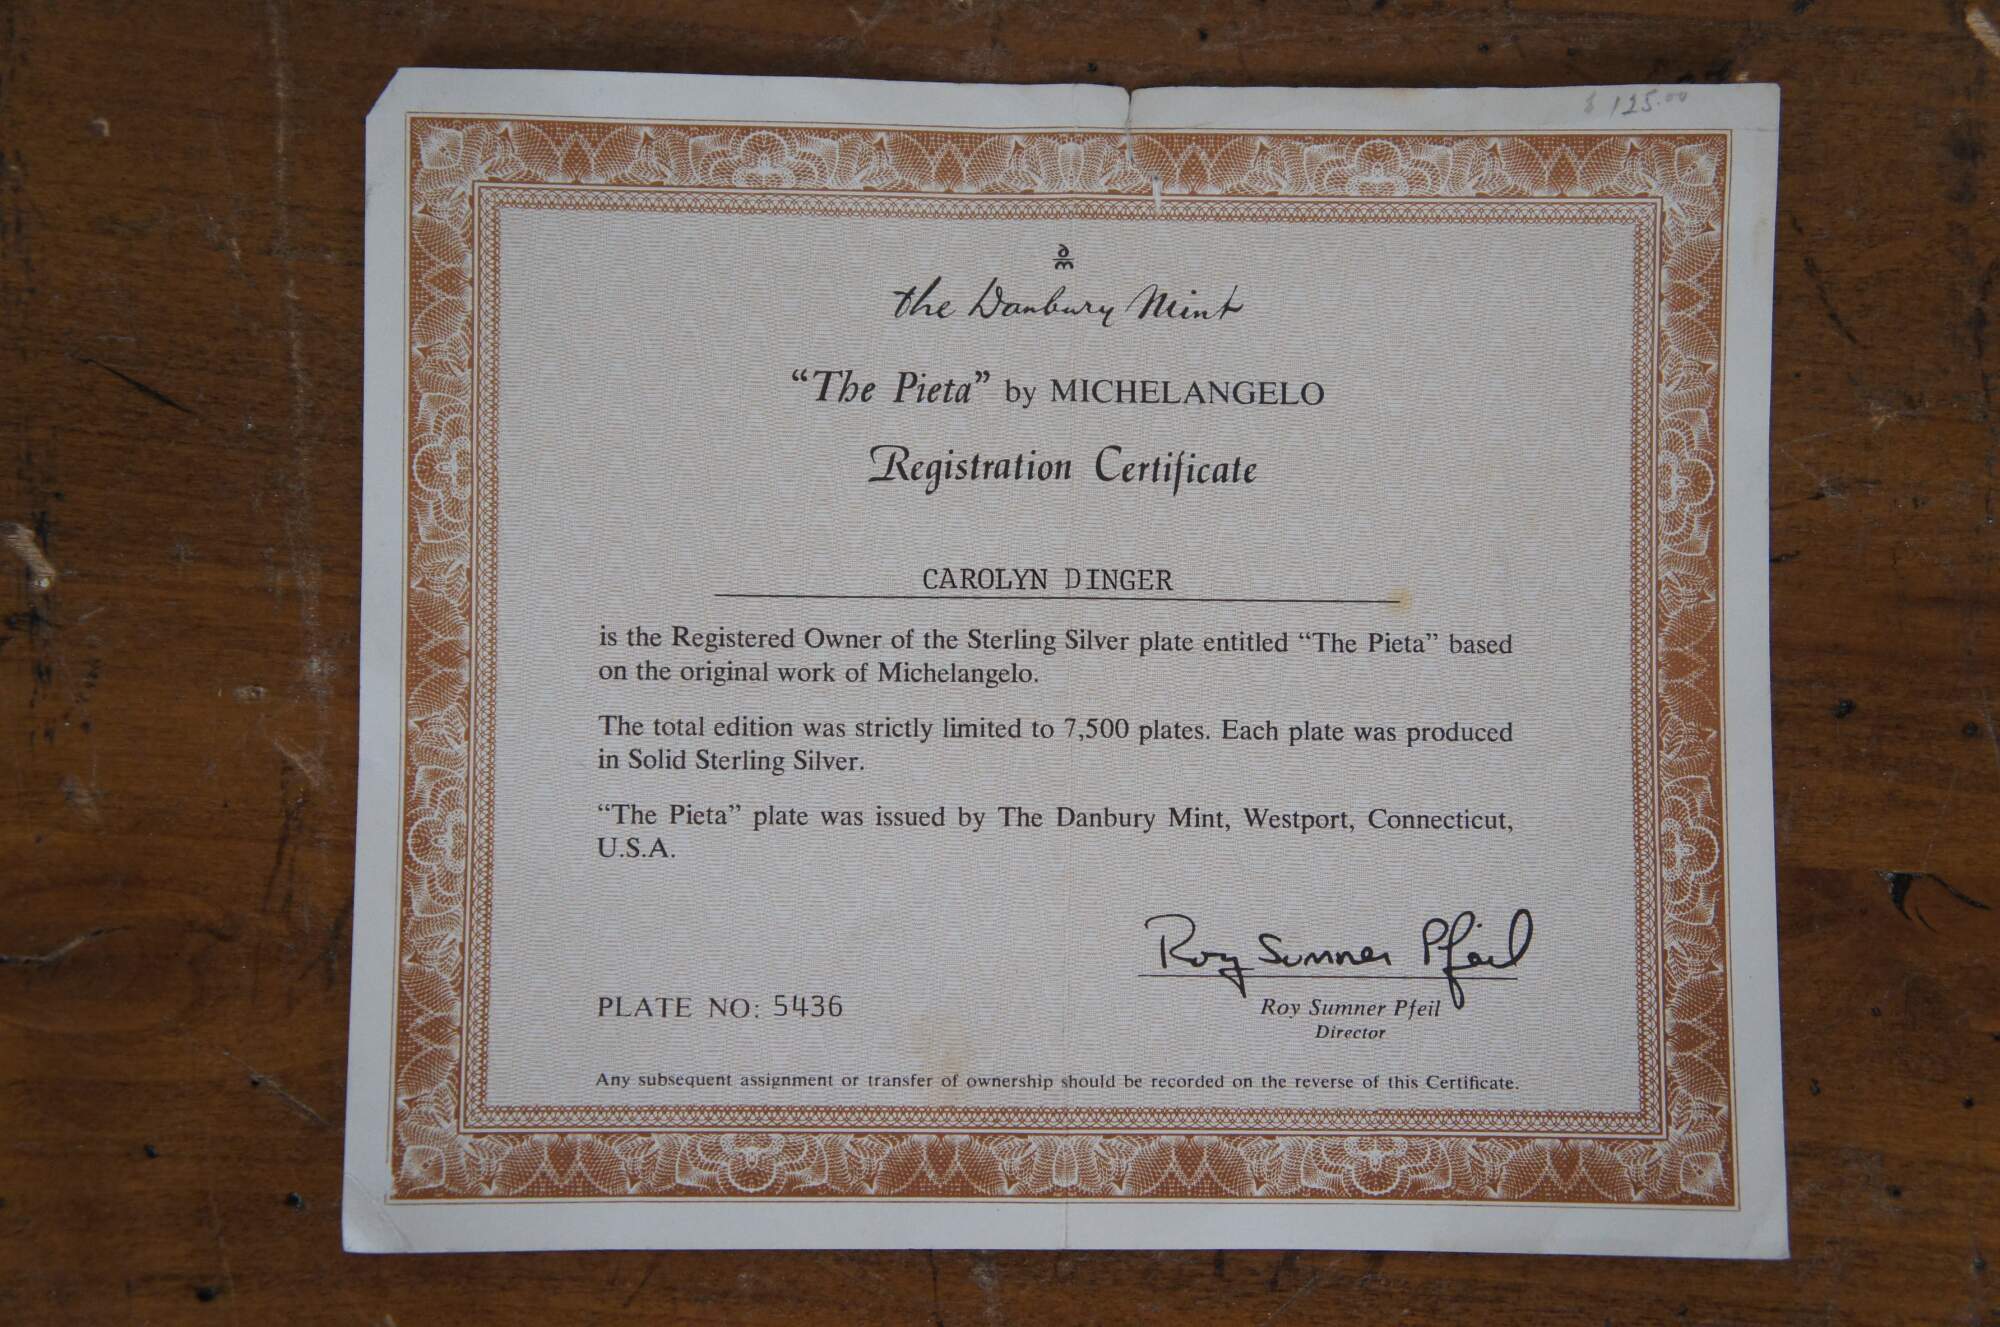 $ 125.00
the Danbury Mint
“The Pieta” by MICHELANGELO
Registration Certificate
CAROLYN DINGER
is the Registered Owner of the Sterling Silver plate entitled “The Pieta” based
on the original work of Michelangelo.
The total edition was strictly limited to 7,500 plates. Each plate was produced
in Solid Sterling Silver.
“The Pieta” plate was issued by The Danbury Mint, Westport, Connecticut,
U.S.A.
Roy Sumner Pfeil
PLATE NO: 5436
Roy Sumner Pfeil
Director
Any subsequent assignment or transfer of ownership should be recorded on the reverse of this Certificate.